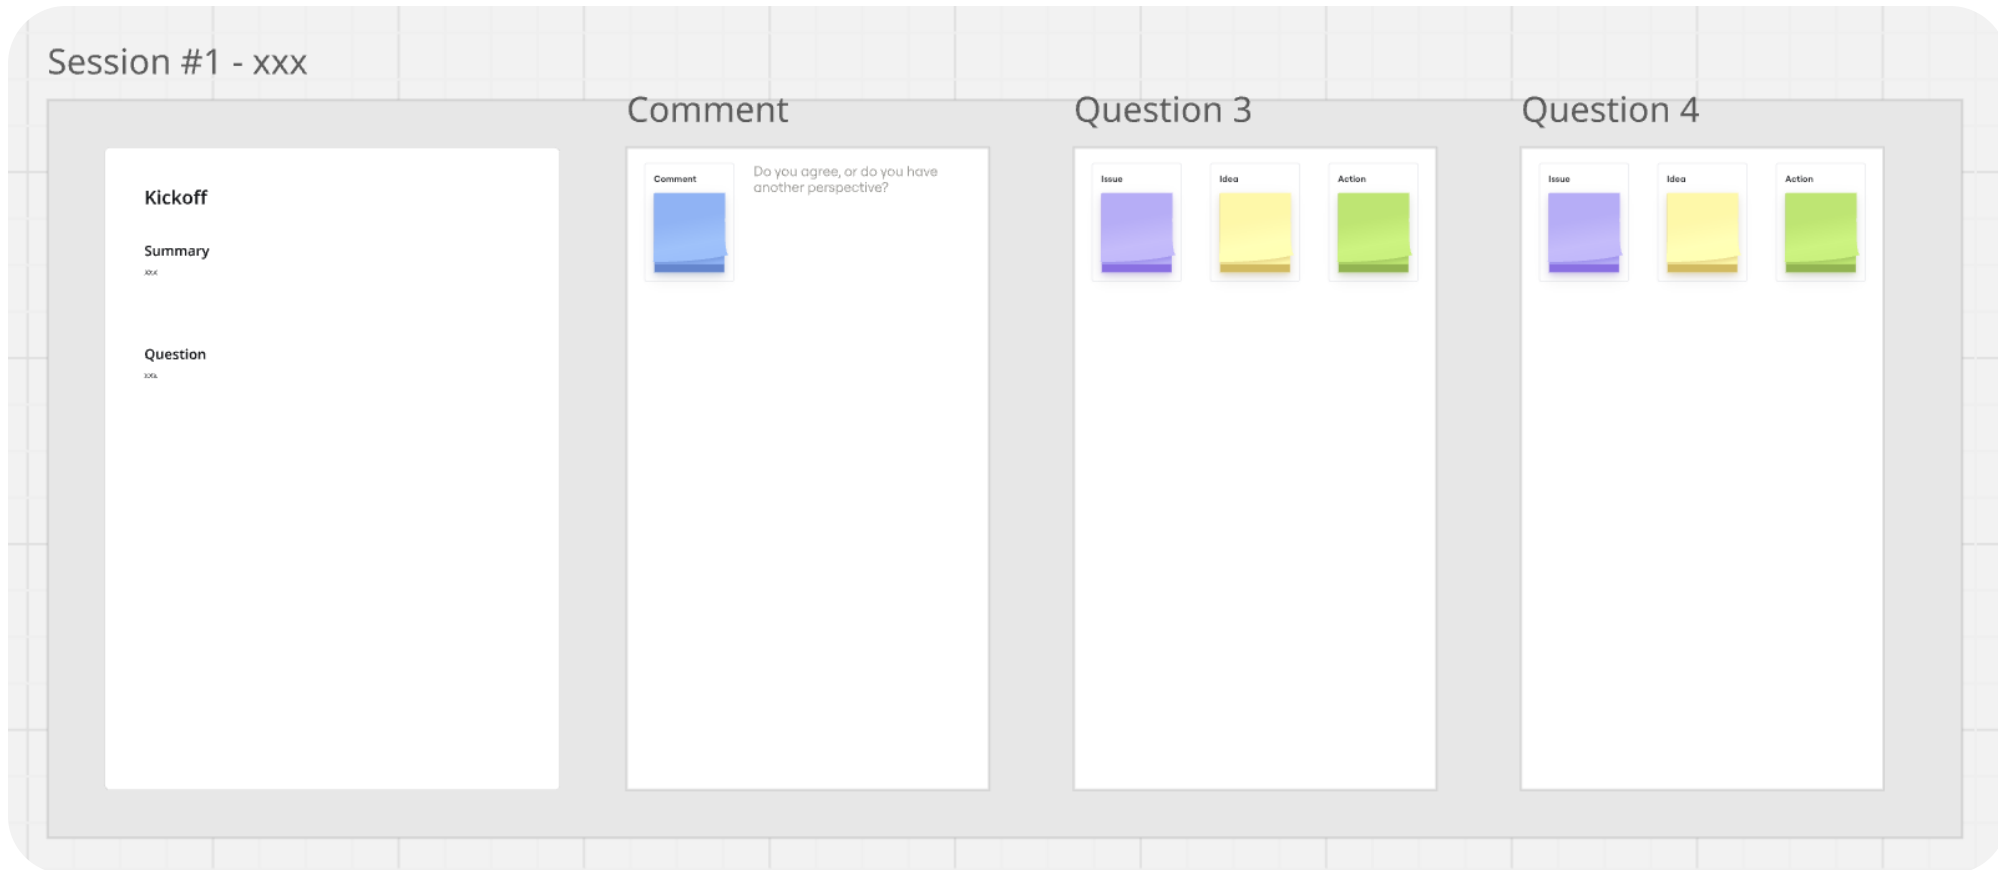 Session #1 - xxx
Kickoff
Summary
xxx
Question
xxx
Comment
Comment
Do you agree, or do you have
another perspective?
Question 3
Issue
Idea
Action
Question 4
Issue
Idea
Action